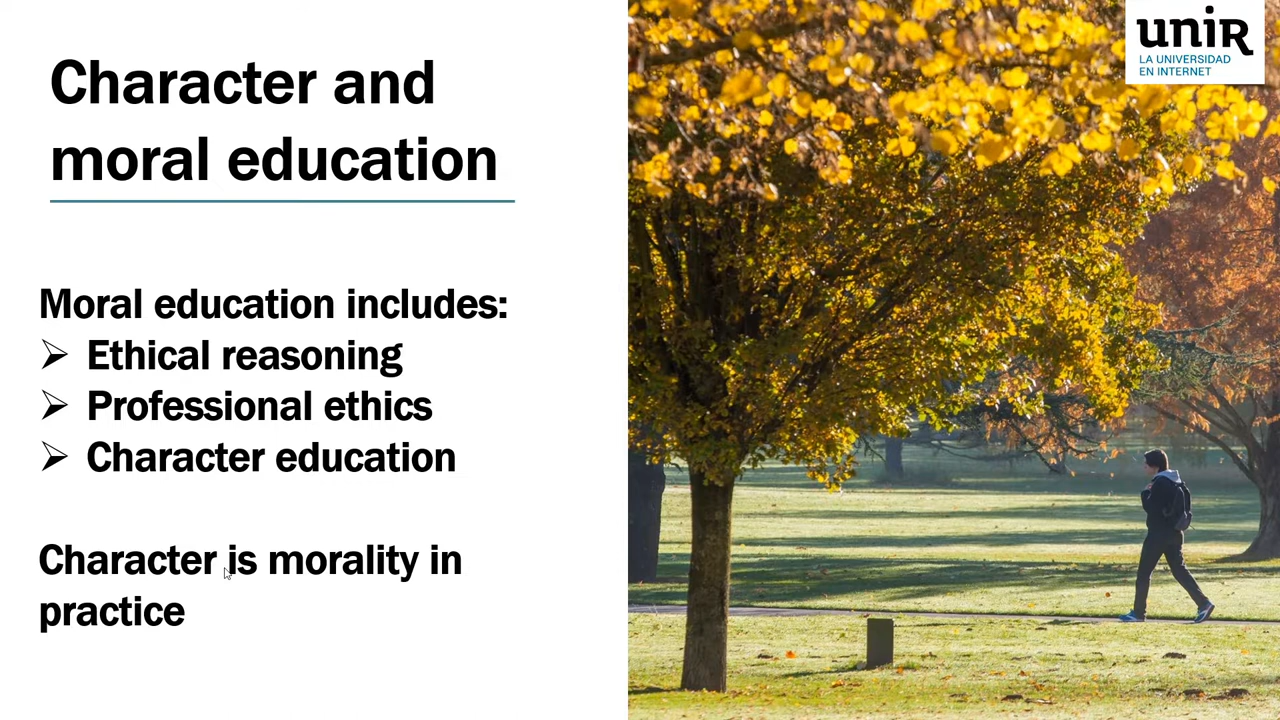 Character and
moral education
Moral education includes:
➢ Ethical reasoning
➢ Professional ethics
➢ Character education
Character is morality in
practice
uniR
LA UNIVERSIDAD
EN INTERNET